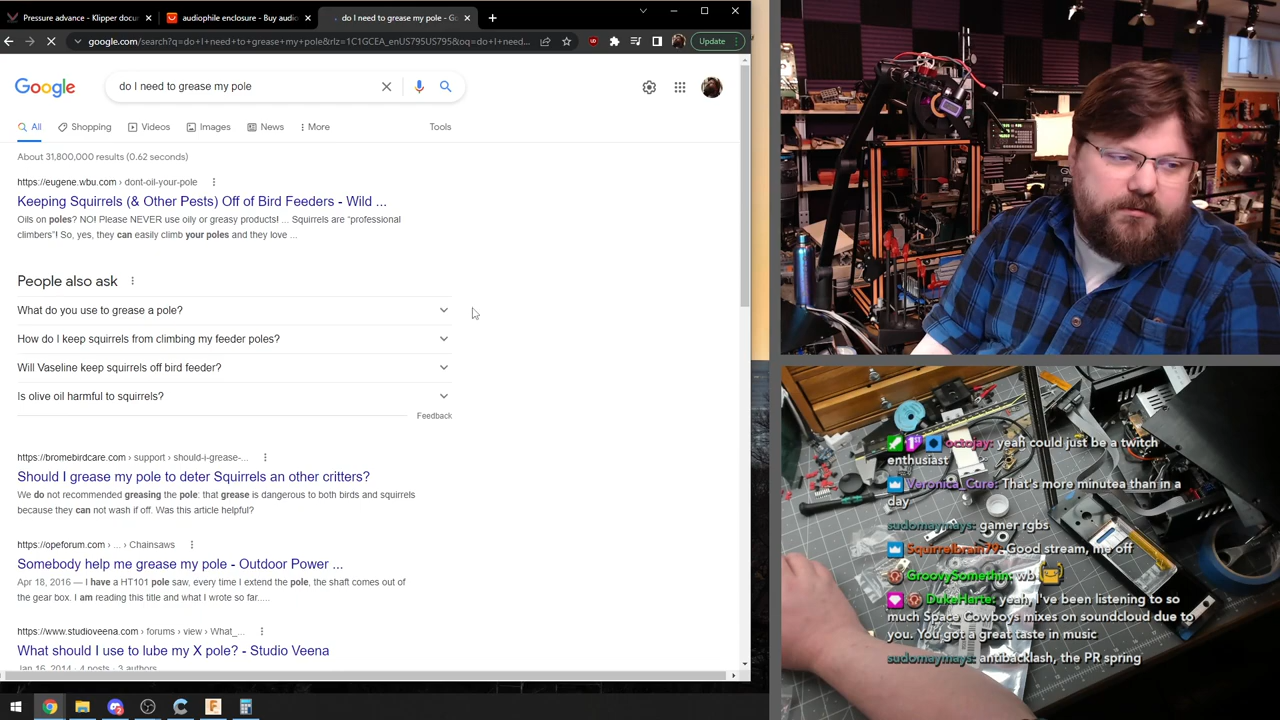 Pressure advance - Klipper docu
audiophile enclosure - Buy audio
do I need to grease my pole - Go
google.com/search?q=do+I+need+to+grease+my+pole&rlz=1C1GCEA_enUS795US795&oq=do+I+need...
Update
Google
do I need to grease my pole
All
Shopping
Videos
Images
News
More
Tools
About 31,800,000 results (0.62 seconds)
https://eugene.wbu.com › dont-oil-your-pole
Keeping Squirrels (& Other Pests) Off of Bird Feeders - Wild ...
Oils on poles? NO! Please NEVER use oily or greasy products! ... Squirrels are “professional
climbers”! So, yes, they can easily climb your poles and they love ...
People also ask
What do you use to grease a pole?
How do I keep squirrels from climbing my feeder poles?
Will Vaseline keep squirrels off bird feeder?
Is olive oil harmful to squirrels?
Feedback
https://bromebirdcare.com › support › should-i-grease-...
Should I grease my pole to deter Squirrels an other critters?
We do not recommended greasing the pole: that grease is dangerous to both birds and squirrels
because they can not wash if off. Was this article helpful?
https://opeforum.com › ... › Chainsaws
Somebody help me grease my pole - Outdoor Power ...
Apr 18, 2016 — I have a HT101 pole saw, every time I extend the pole, the shaft comes out of
the gear box. I am reading this title and what I wrote so far.....
https://www.studioveena.com › forums › view › What_...
What should I use to lube my X pole? - Studio Veena
Jan 16, 2014 - 4 posts - 3 authors
octojay: yeah could just be a twitch
enthusiast
Veronica_Cure: That's more minutea than in a
day
sudomaymays: gamer rgbs
Squirrelbrain79: Good stream, me off
GroovySomethin: wb
DukeHarte: yeah, I've been listening to so
much Space Cowboys mixes on soundcloud due to
you. You got a great taste in music
sudomaymays: antibacklash, the PR spring